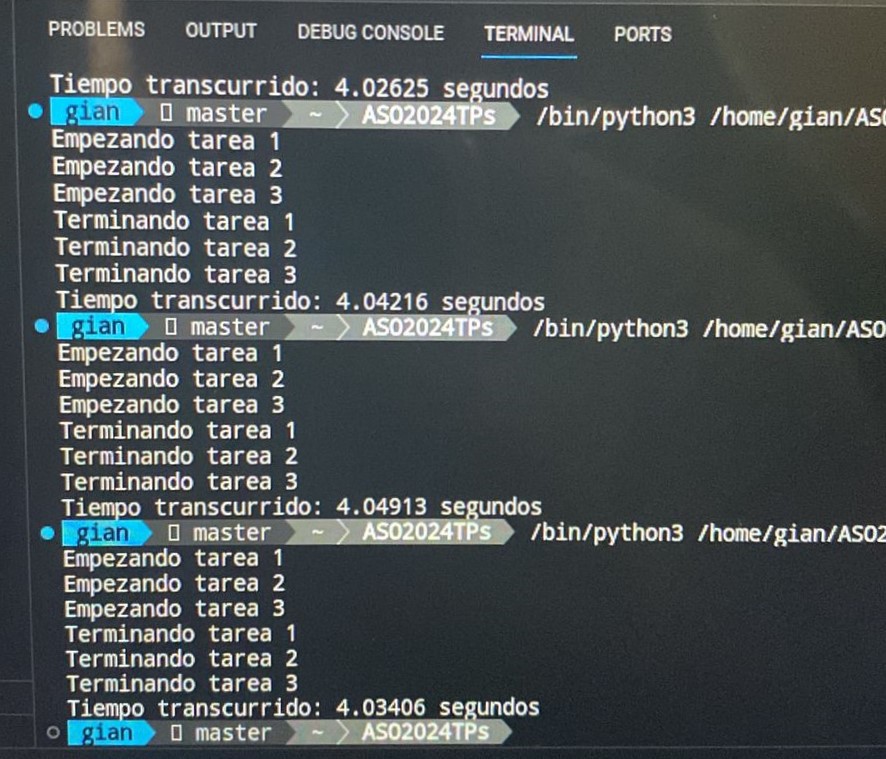 PROBLEMS OUTPUT DEBUG CONSOLE TERMINAL PORTS
Tiempo transcurrido: 4.02625 segundos
gian master ~ ASO2024TPs /bin/python3 /home/gian/ASO
Empezando tarea 1
Empezando tarea 2
Empezando tarea 3
Terminando tarea 1
Terminando tarea 2
Terminando tarea 3
Tiempo transcurrido: 4.04216 segundos
gian master ~ ASO2024TPs /bin/python3 /home/gian/ASO
Empezando tarea 1
Empezando tarea 2
Empezando tarea 3
Terminando tarea 1
Terminando tarea 2
Terminando tarea 3
Tiempo transcurrido: 4.04913 segundos
gian master ~ ASO2024TPs /bin/python3 /home/gian/ASO2
Empezando tarea 1
Empezando tarea 2
Empezando tarea 3
Terminando tarea 1
Terminando tarea 2
Terminando tarea 3
Tiempo transcurrido: 4.03406 segundos
gian master ~ ASO2024TPs